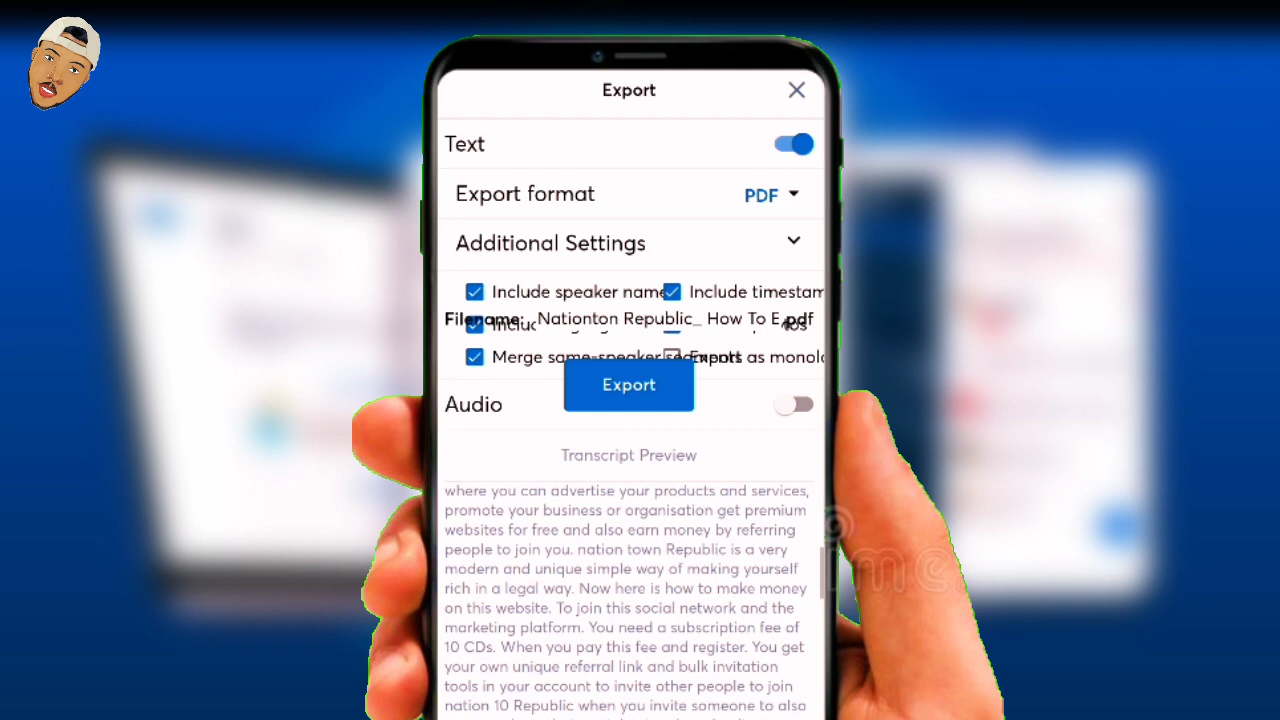 Export
Text
Export format PDF
Additional Settings
Include speaker name Include timestam
Filename: _Nationton Republic_ How To E.pdf
Merge same-speaker segments Exports as monolo
Export
Audio
Transcript Preview
where you can advertise your products and services,
promote your business or organisation get premium
websites for free and also earn money by referring
people to join you. nation town Republic is a very
modern and unique simple way of making yourself
rich in a legal way. Now here is how to make money
on this website. To join this social network and the
marketing platform. You need a subscription fee of
10 CDs. When you pay this fee and register. You get
your own unique referral link and bulk invitation
tools in your account to invite other people to join
nation 10 Republic when you invite someone to also